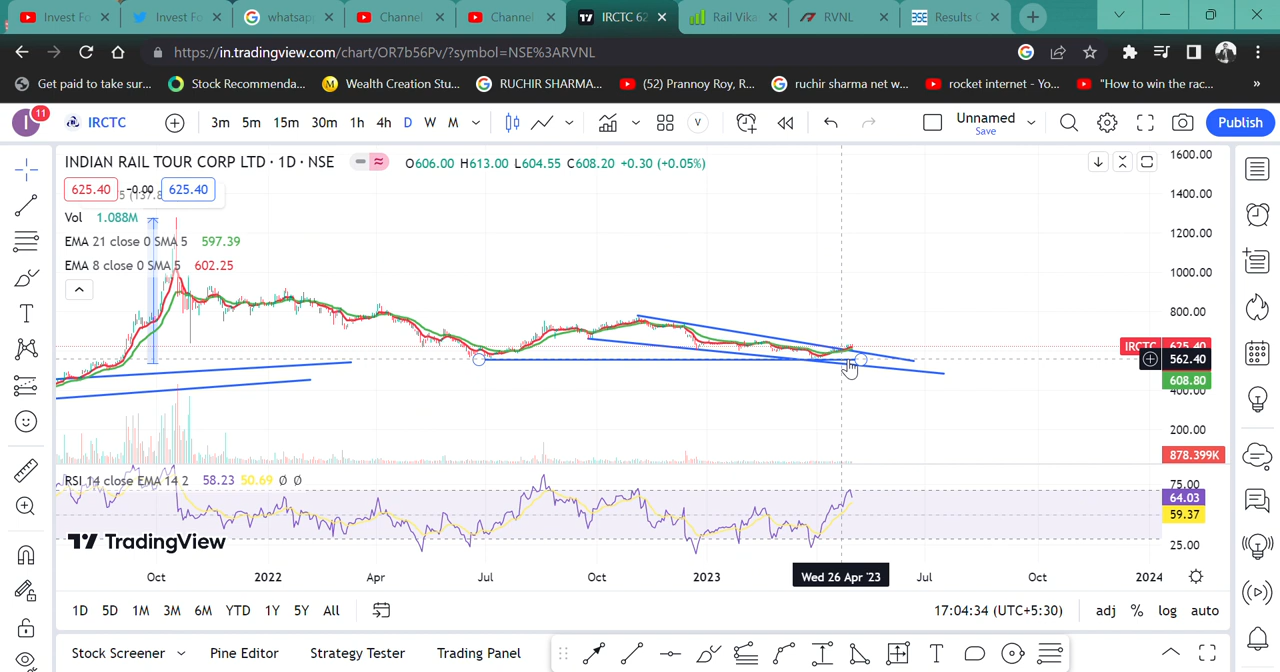 Invest Fo
Invest Fo
whatsap
Channel
Channel
IRCTC 62
Rail Vika
RVNL
Results C
https://in.tradingview.com/chart/OR7b56Pv/?symbol=NSE%3ARVNL
Get paid to take sur...
Stock Recommenda...
Wealth Creation Stu...
RUCHIR SHARMA...
(52) Prannoy Roy, R...
ruchir sharma net w...
rocket internet - Yo...
"How to win the rac...
»
I
11
IRCTC
3m
5m
15m
30m
1h
4h
D
W
M
V
Unnamed
Save
Publish
INDIAN RAIL TOUR CORP LTD · 1D · NSE
O606.00 H613.00 L604.55 C608.20 +0.30 (+0.05%)
625.40
-0.00
625.40
Vol 1.088M
EMA 21 close 0 SMA 5 597.39
EMA 8 close 0 SMA 5 602.25
1600.00
1400.00
1200.00
1000.00
800.00
IRCTC 625.40
562.40
608.80
400.00
200.00
878.399K
RSI 14 close EMA 14 2 58.23 50.69 Ø Ø
75.00
64.03
59.37
25.00
TradingView
Oct
2022
Apr
Jul
Oct
2023
Wed 26 Apr '23
Jul
Oct
2024
1D
5D
1M
3M
6M
YTD
1Y
5Y
All
17:04:34 (UTC+5:30)
adj
%
log
auto
Stock Screener
Pine Editor
Strategy Tester
Trading Panel